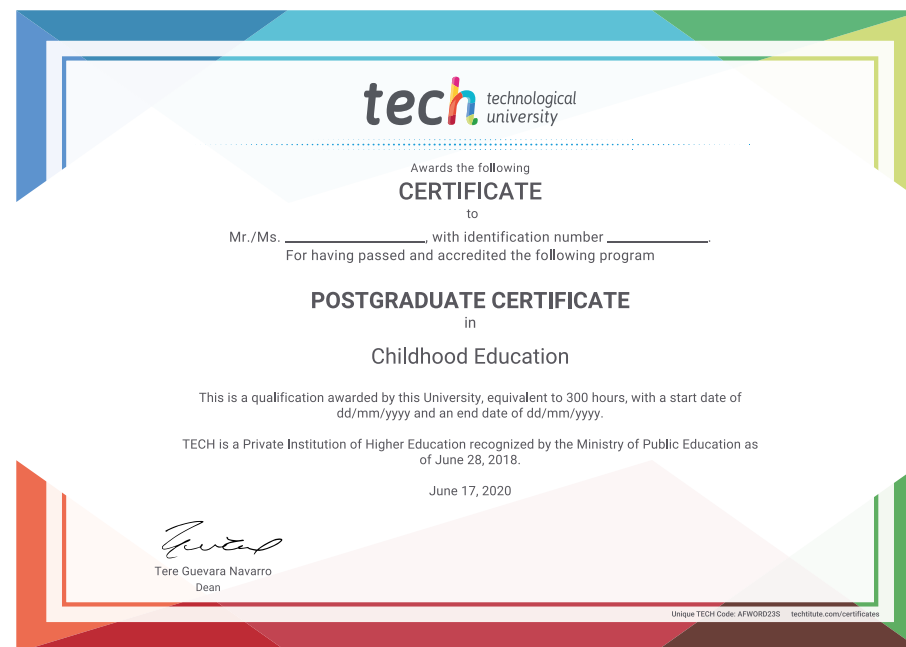 tech technological
university
Awards the following
CERTIFICATE
to
Mr./Ms. ____________________, with identification number ______________.
For having passed and accredited the following program
POSTGRADUATE CERTIFICATE
in
Childhood Education
This is a qualification awarded by this University, equivalent to 300 hours, with a start date of
dd/mm/yyyy and an end date of dd/mm/yyyy.
TECH is a Private Institution of Higher Education recognized by the Ministry of Public Education as
of June 28, 2018.
June 17, 2020
Tere Guevara Navarro
Dean
Unique TECH Code: AFWORD23S techtitute.com/certificates